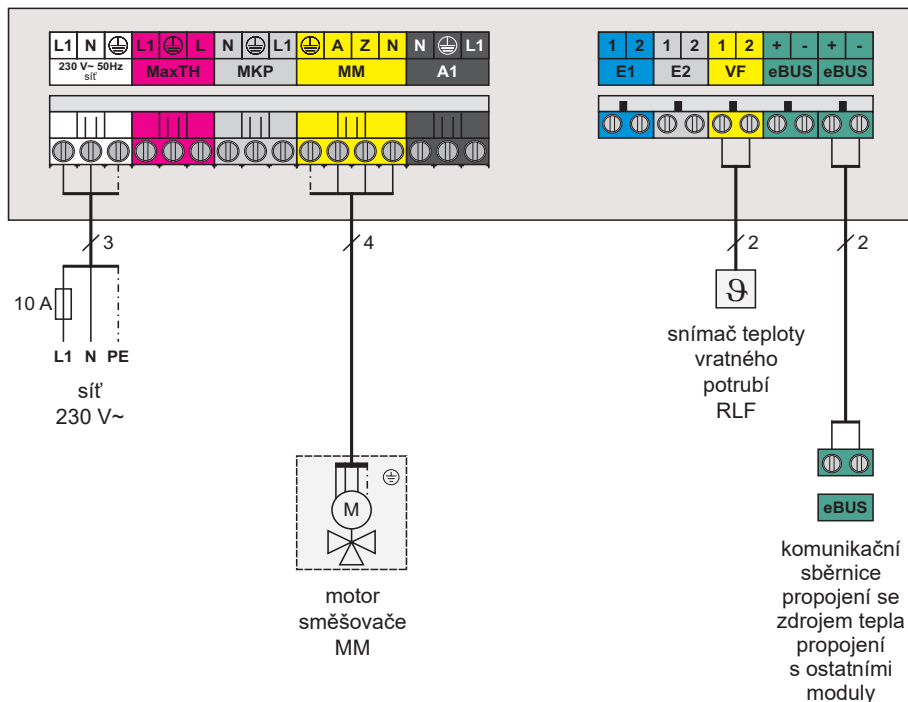 L1 N L1 L N L1 A Z N N L1
230 V~ 50Hz
síť
MaxTH MKP MM A1
1 2 1 2 1 2 + - + -
E1 E2 VF eBUS eBUS
3
4
2
2
10 A
L1 N PE
síť
230 V~
ϑ
snímač teploty
vratného
potrubí
RLF
M
motor
směšovače
MM
eBUS
komunikační
sběrnice
propojení se
zdrojem tepla
propojení
s ostatními
moduly